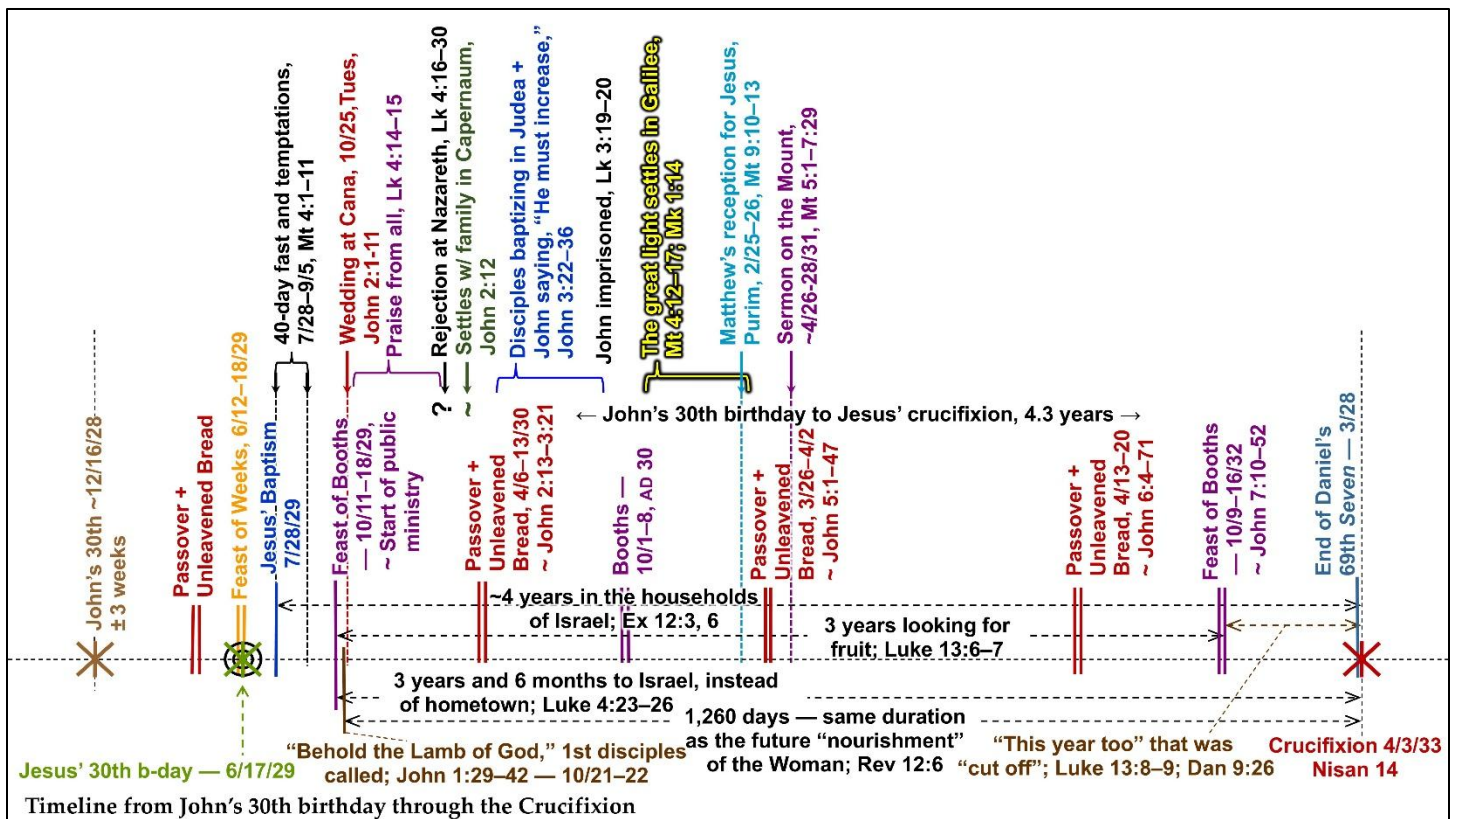 40-day fast and temptations,
7/28–9/5, Mt 4:1–11
Wedding at Cana, 10/25,Tues,
John 2:1-11
Praise from all, Lk 4:14–15
Rejection at Nazareth, Lk 4:16–30
Settles w/ family in Capernaum,
John 2:12
Disciples baptizing in Judea +
John saying, “He must increase,”
John 3:22–36
John imprisoned, Lk 3:19–20
The great light settles in Galilee,
Mt 4:12–17; Mk 1:14
Matthew’s reception for Jesus,
Purim, 2/25–26, Mt 9:10–13
Sermon on the Mount,
~4/26-28/31, Mt 5:1–7:29
?
~
← John’s 30th birthday to Jesus’ crucifixion, 4.3 years →
John’s 30th ~12/16/28
± 3 weeks
Passover +
Unleavened Bread
Feast of Weeks, 6/12–18/29
Jesus’ Baptism
7/28/29
Feast of Booths
— 10/11–18/29,
~ Start of public
ministry
Passover +
Unleavened
Bread, 4/6–13/30
~ John 2:13–3:21
Booths —
10/1–8, AD 30
Passover +
Unleavened
Bread, 3/26–4/2
~ John 5:1–47
Passover +
Unleavened
Bread, 4/13–20
~ John 6:4–71
Feast of Booths
— 10/9–16/32
~ John 7:10–52
End of Daniel’s
69th Seven — 3/28
~4 years in the households
of Israel; Ex 12:3, 6
3 years looking for
fruit; Luke 13:6–7
3 years and 6 months to Israel, instead
of hometown; Luke 4:23–26
1,260 days — same duration
as the future “nourishment”
of the Woman; Rev 12:6
“Behold the Lamb of God,” 1st disciples
called; John 1:29–42 — 10/21–22
“This year too” that was
“cut off”; Luke 13:8–9; Dan 9:26
Crucifixion 4/3/33
Nisan 14
Jesus’ 30th b-day — 6/17/29
Timeline from John’s 30th birthday through the Crucifixion